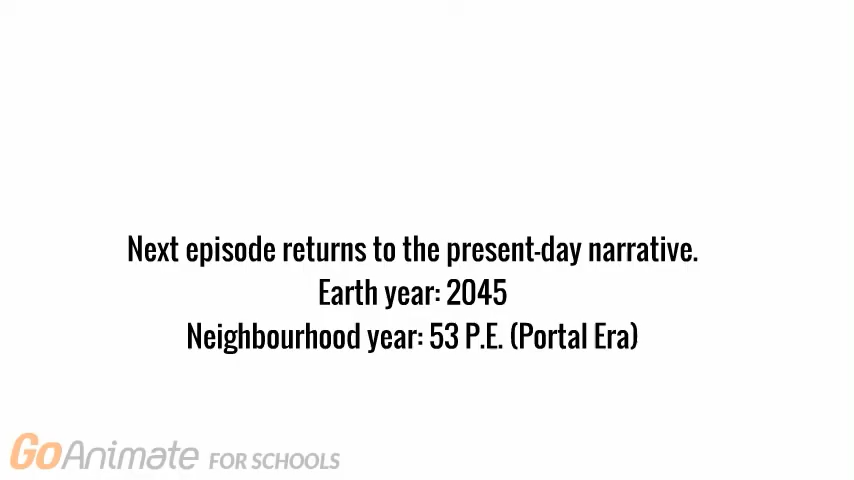 Next episode returns to the present-day narrative.
Earth year: 2045
Neighbourhood year: 53 P.E. (Portal Era)
GoAnimate FOR SCHOOLS